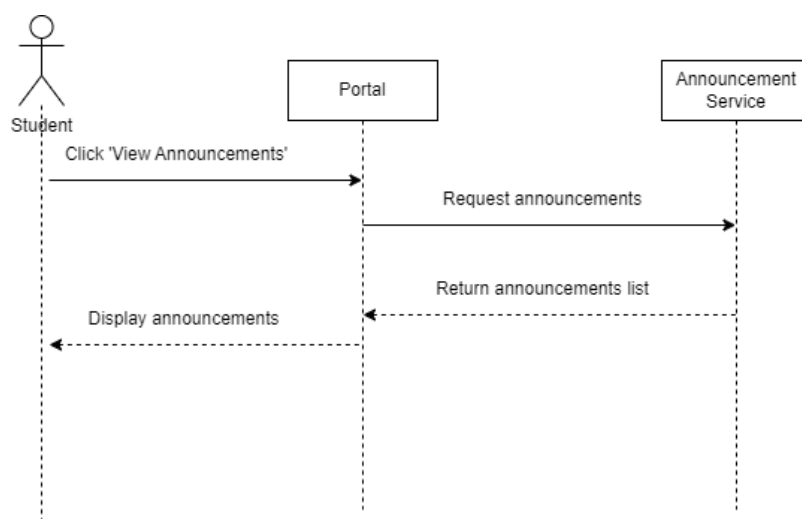 Portal
Announcement
Service
Student
Click 'View Announcements'
Request announcements
Return announcements list
Display announcements